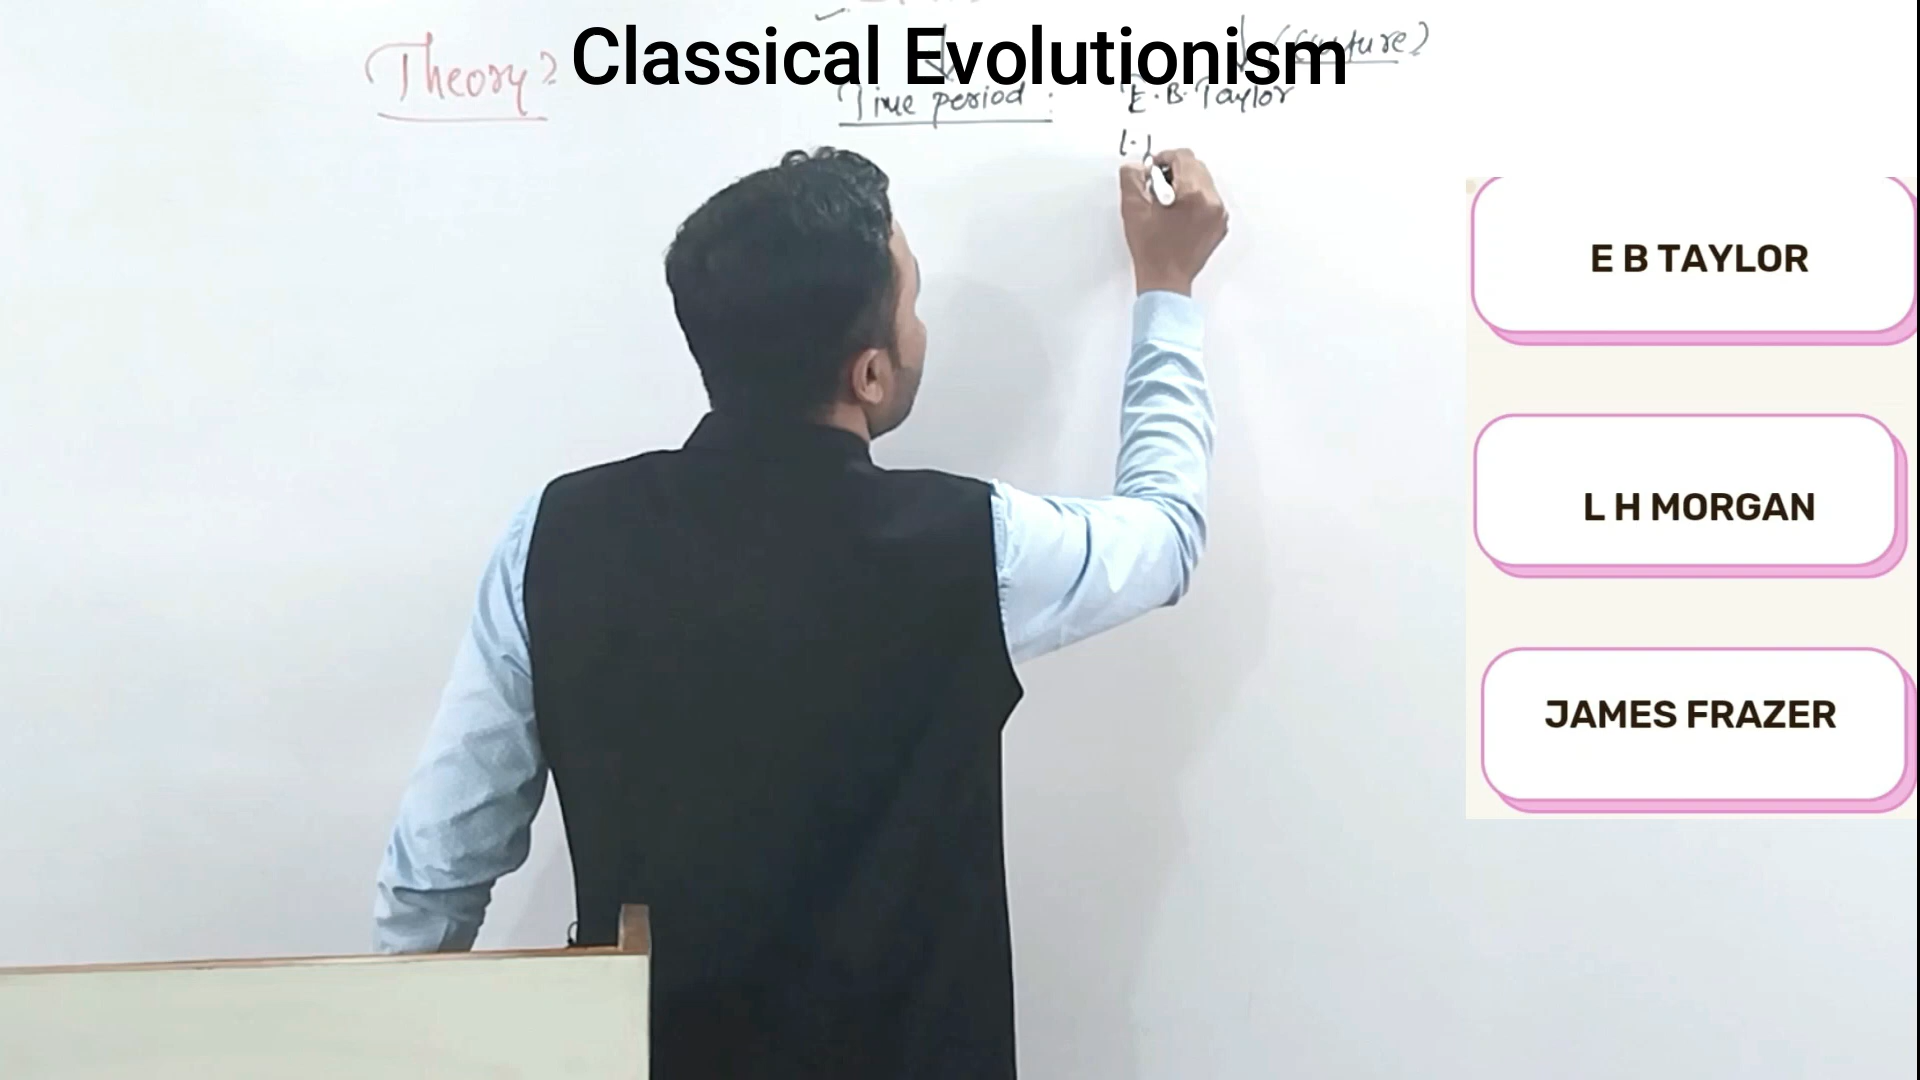 Classical Evolutionism
Theory?
(Culture)
Time period :
E. B. Taylor
L.
E B TAYLOR
L H MORGAN
JAMES FRAZER